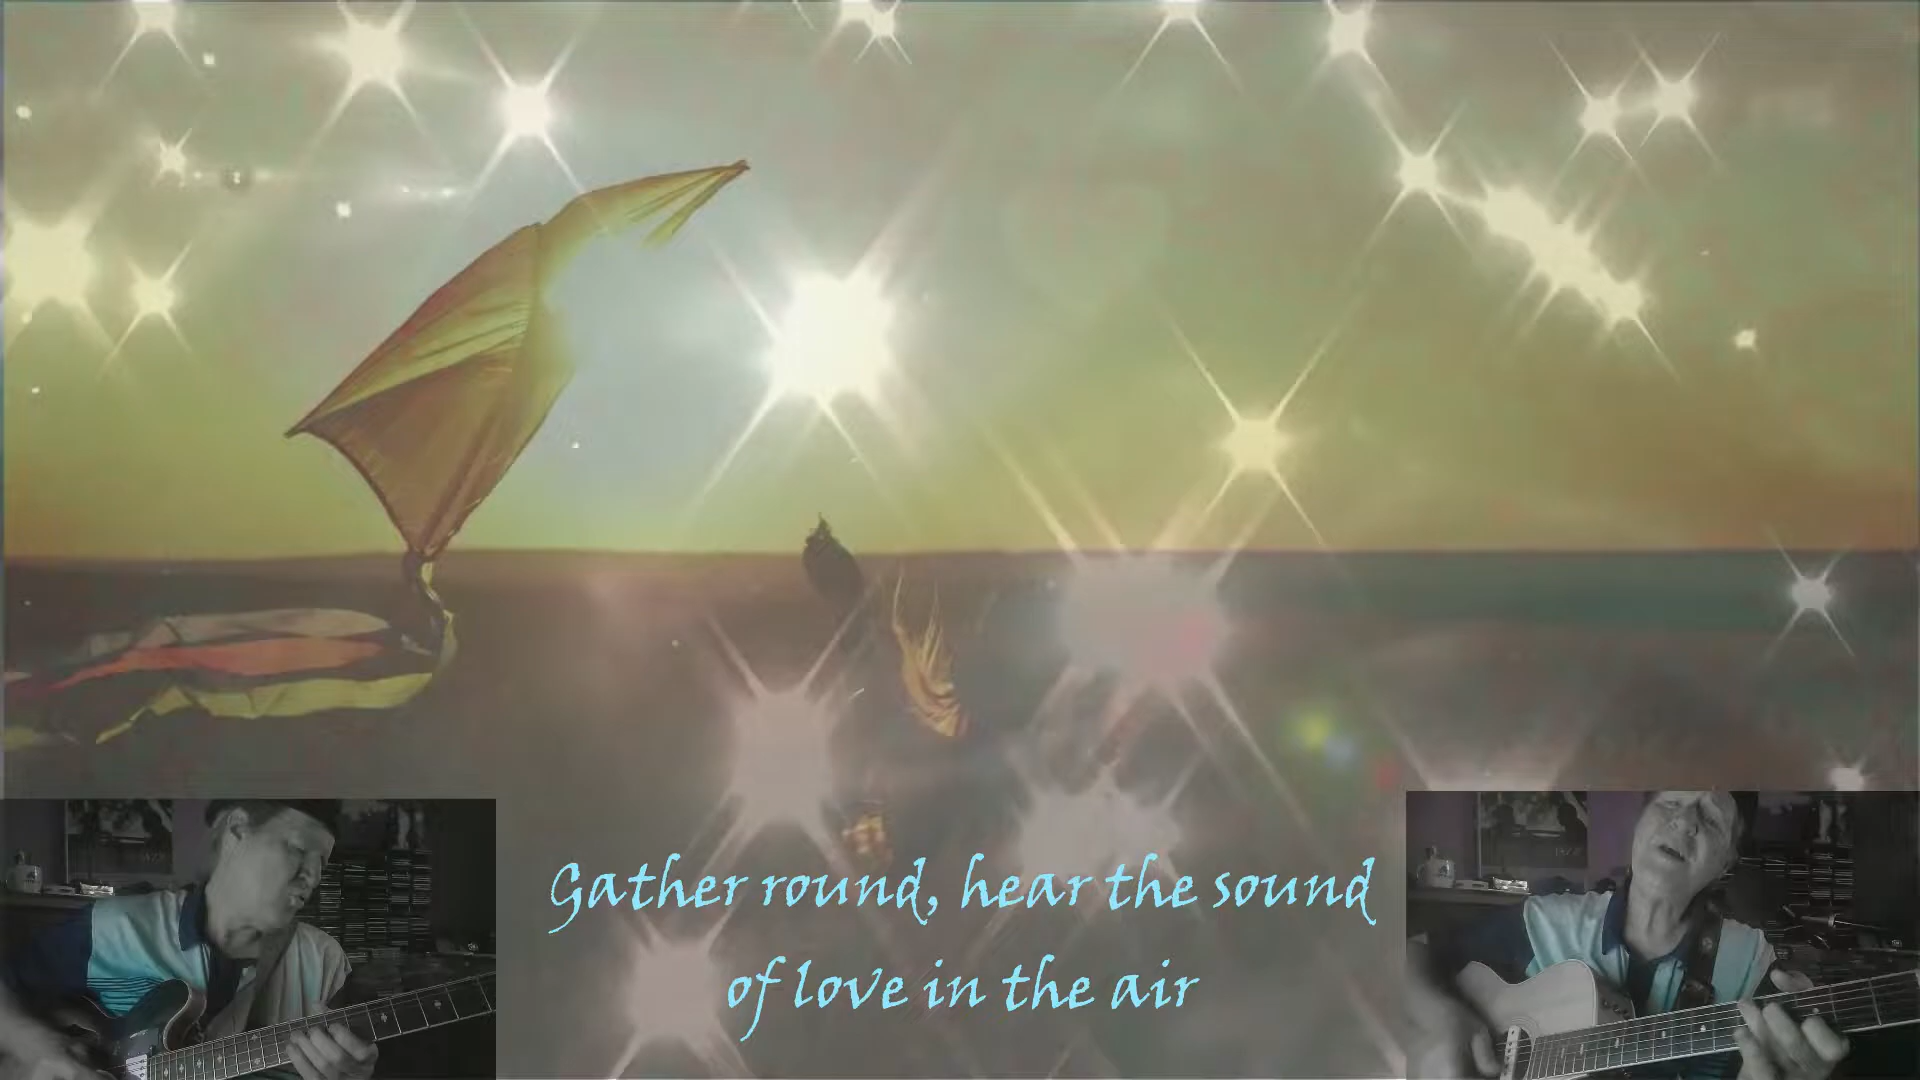 Gather round, hear the sound
of love in the air